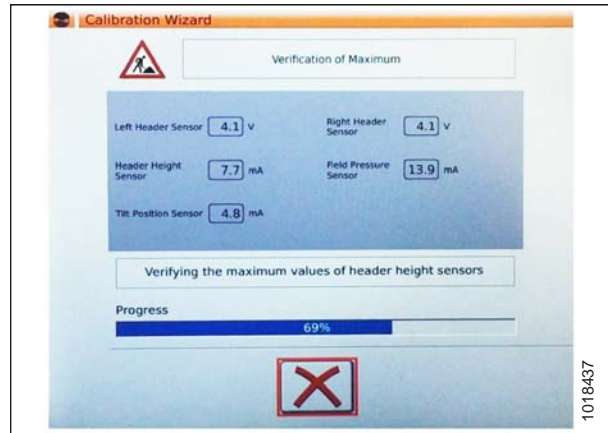 Calibration Wizard
Verification of Maximum
Left Header Sensor 4.1 V
Right Header Sensor 4.1 V
Header Height Sensor 7.7 mA
Field Pressure Sensor 13.9 mA
Tilt Position Sensor 4.8 mA
Verifying the maximum values of header height sensors
Progress
69%
1018437